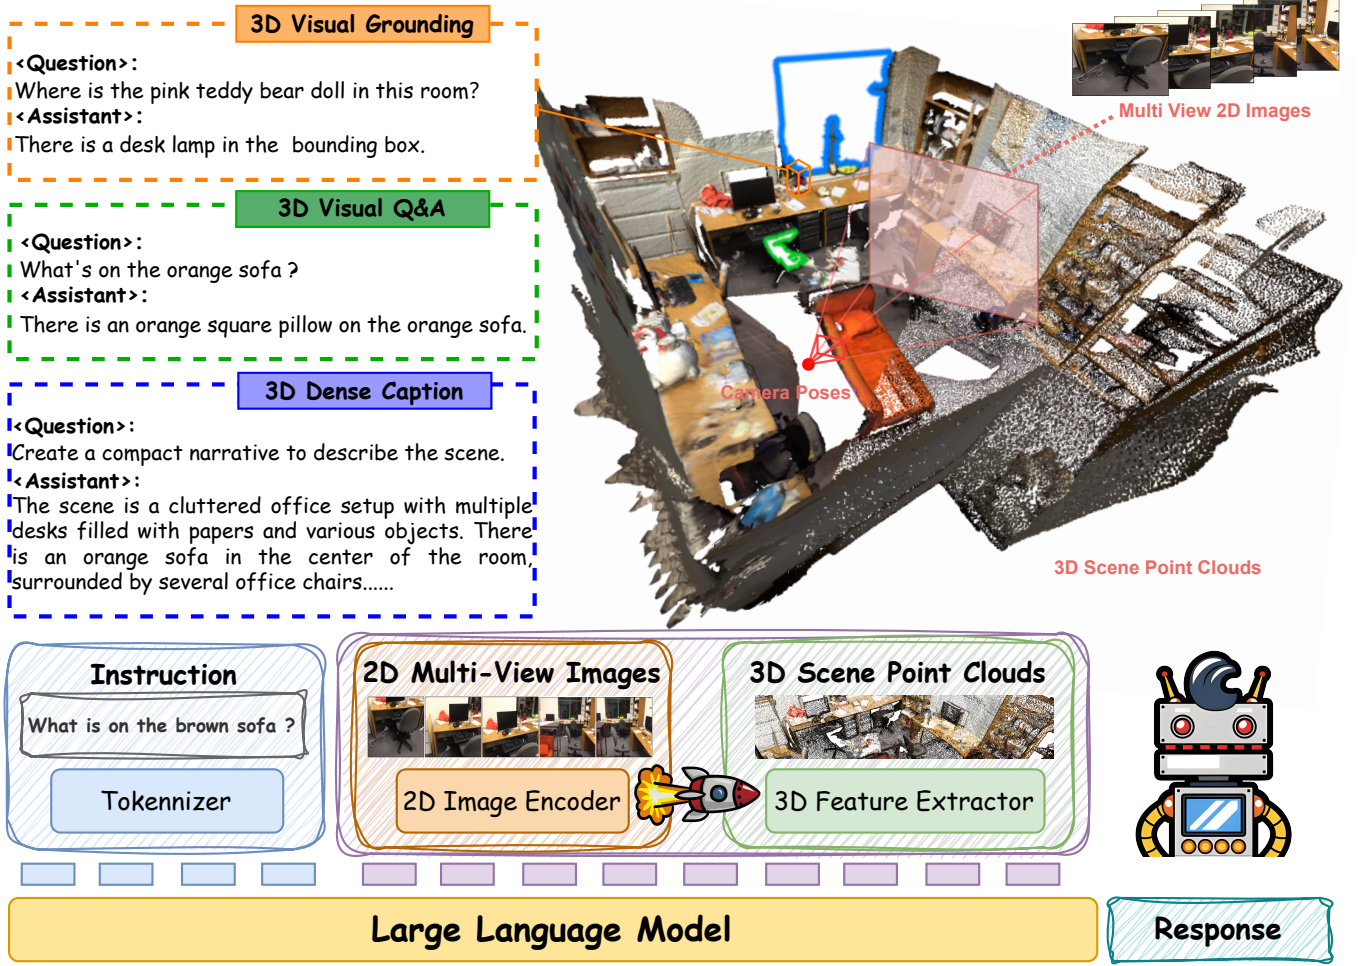 3D Visual Grounding
<Question>:
Where is the pink teddy bear doll in this room?
<Assistant>:
There is a desk lamp in the bounding box.
3D Visual Q&A
<Question>:
What's on the orange sofa ?
<Assistant>:
There is an orange square pillow on the orange sofa.
3D Dense Caption
<Question>:
Create a compact narrative to describe the scene.
<Assistant>:
The scene is a cluttered office setup with multiple
desks filled with papers and various objects. There
is an orange sofa in the center of the room,
surrounded by several office chairs......
Multi View 2D Images
Camera Poses
3D Scene Point Clouds
Instruction
What is on the brown sofa ?
Tokennizer
2D Multi-View Images
2D Image Encoder
3D Scene Point Clouds
3D Feature Extractor
Large Language Model
Response